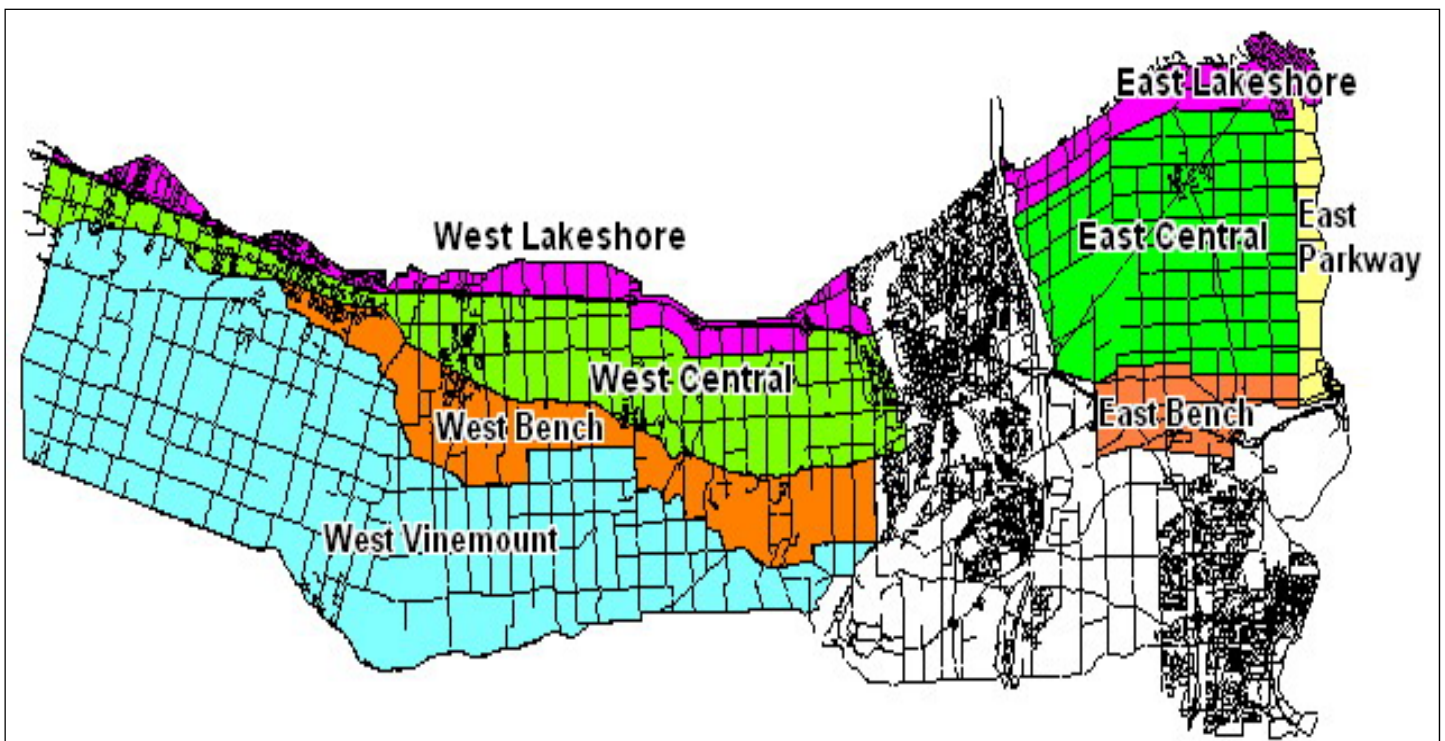 East Lakeshore
West Lakeshore
East Central
East
Parkway
West Central
West Bench
East Bench
West Vinemount